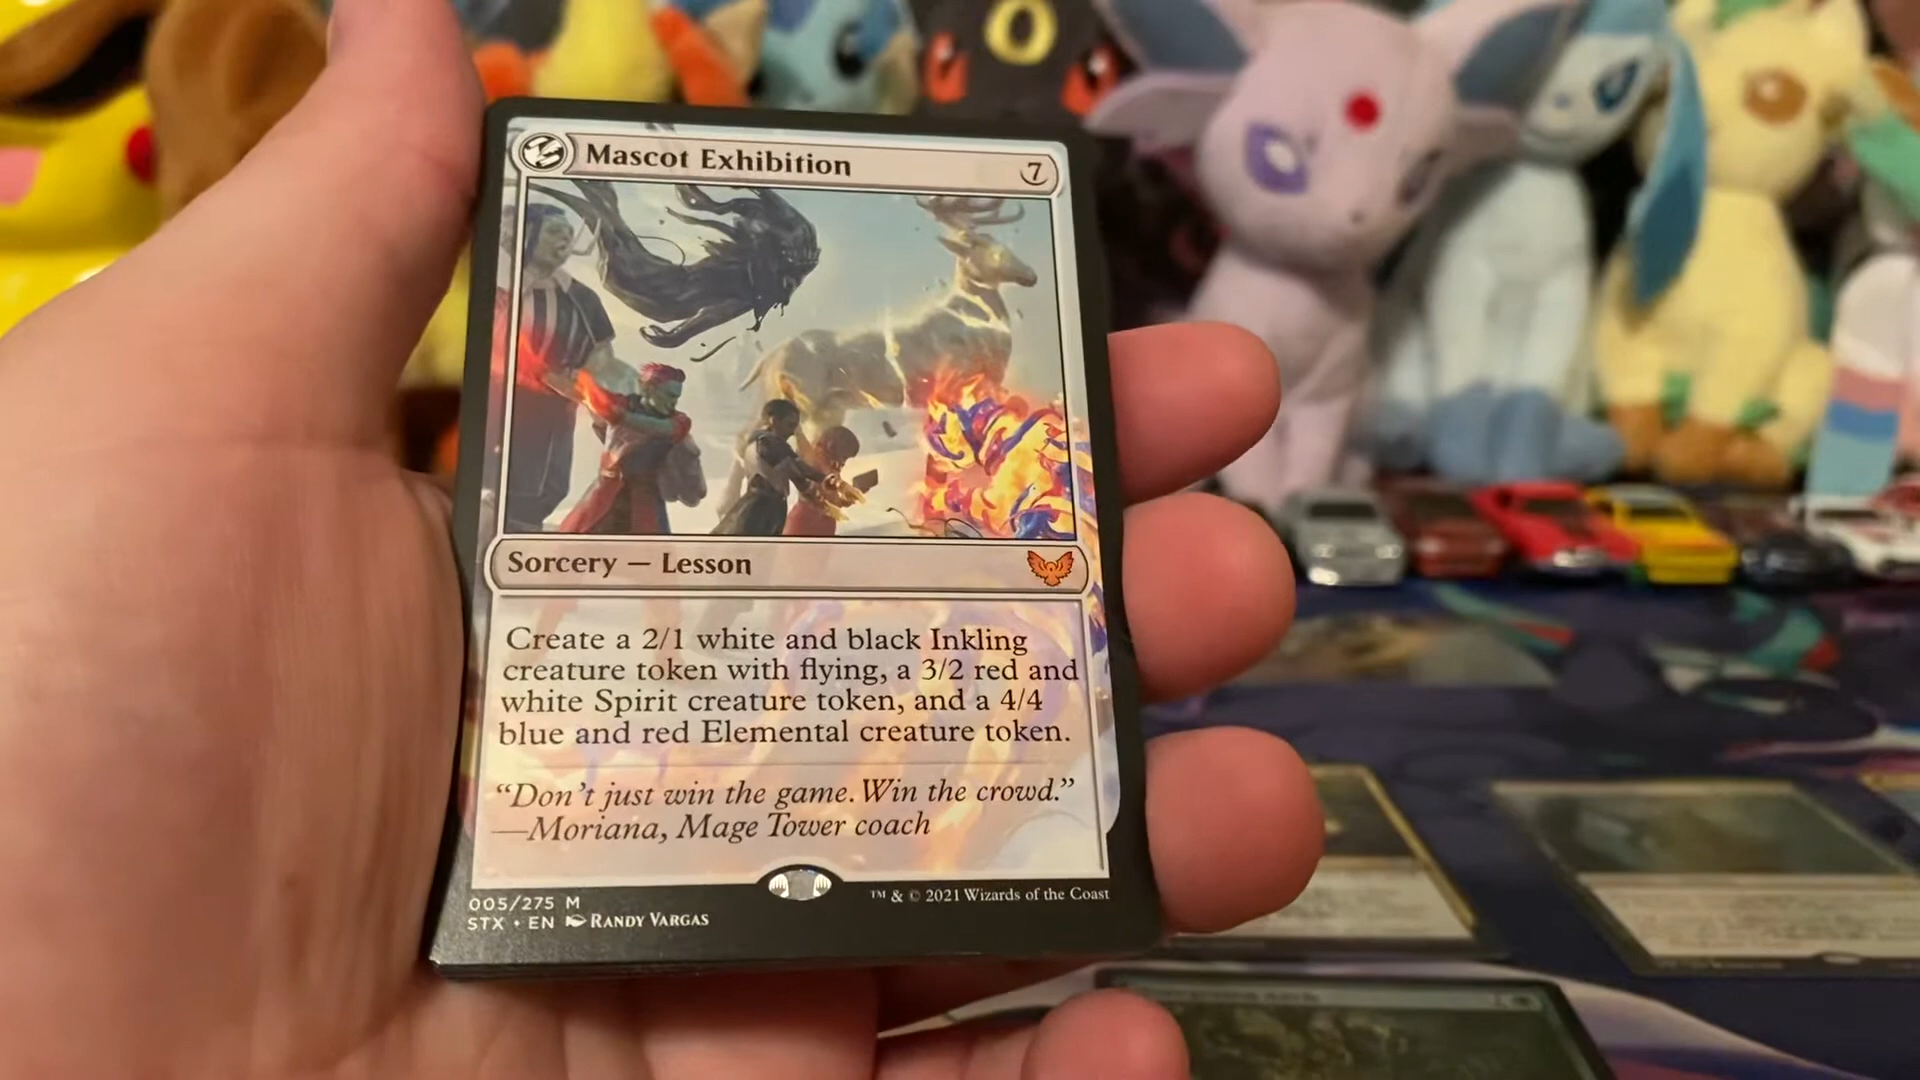 Mascot Exhibition 7
Sorcery — Lesson
Create a 2/1 white and black Inkling
creature token with flying, a 3/2 red and
white Spirit creature token, and a 4/4
blue and red Elemental creature token.
“Don’t just win the game. Win the crowd.”
—Moriana, Mage Tower coach
005/275 M
STX • EN RANDY VARGAS
™ & © 2021 Wizards of the Coast